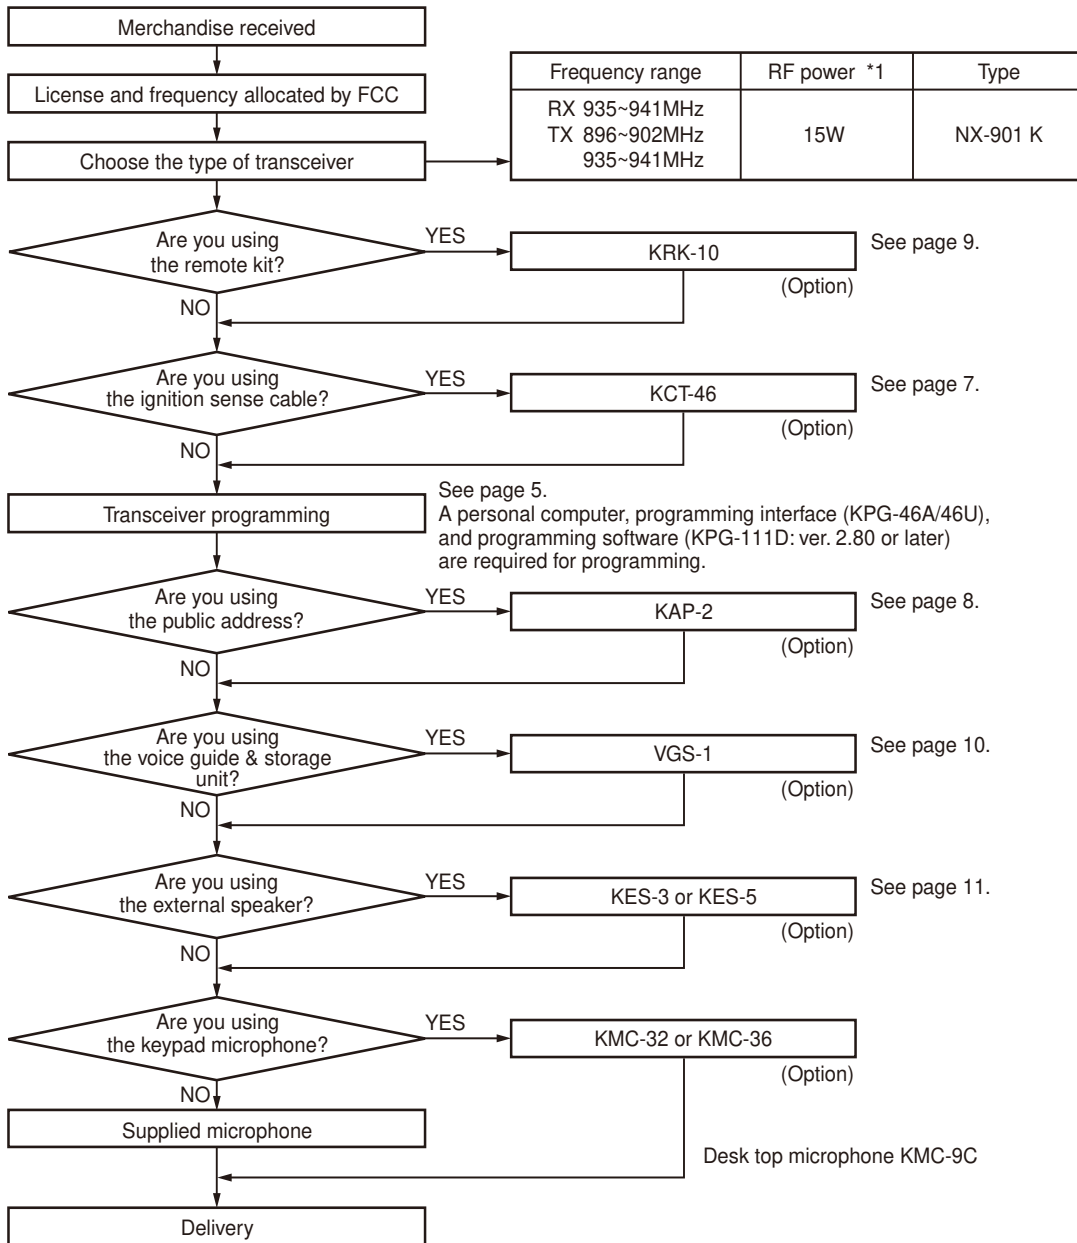 Merchandise received
License and frequency allocated by FCC
Choose the type of transceiver
Frequency range RF power *1 Type
RX 935~941MHz
TX 896~902MHz
935~941MHz
15W
NX-901 K
Are you using
the remote kit?
YES
KRK-10
See page 9.
(Option)
NO
Are you using
the ignition sense cable?
YES
KCT-46
See page 7.
(Option)
NO
Transceiver programming
See page 5.
A personal computer, programming interface (KPG-46A/46U),
and programming software (KPG-111D: ver. 2.80 or later)
are required for programming.
Are you using
the public address?
YES
KAP-2
See page 8.
(Option)
NO
Are you using
the voice guide & storage
unit?
YES
VGS-1
See page 10.
(Option)
NO
Are you using
the external speaker?
YES
KES-3 or KES-5
See page 11.
(Option)
NO
Are you using
the keypad microphone?
YES
KMC-32 or KMC-36
(Option)
NO
Supplied microphone
Desk top microphone KMC-9C
Delivery